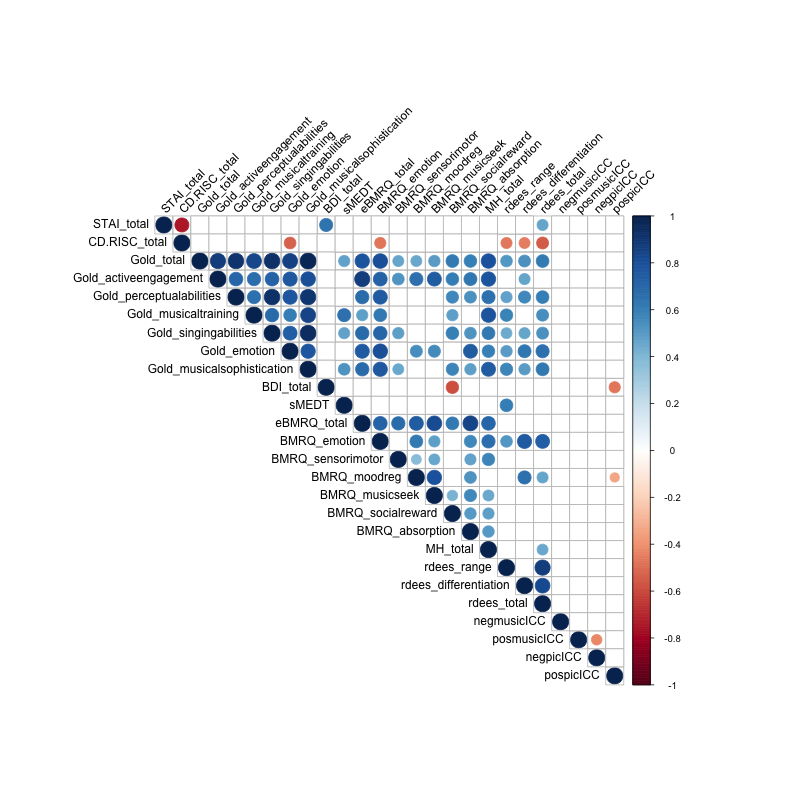 STAI_total
CD.RISC_total
Gold_total
Gold_activeengagement
Gold_perceptualabilities
Gold_musicaltraining
Gold_singingabilities
Gold_emotion
Gold_musicalsophistication
BDI_total
sMEDT
eBMRQ_total
BMRQ_emotion
BMRQ_sensorimotor
BMRQ_moodreg
BMRQ_musicseek
BMRQ_socialreward
BMRQ_absorption
MH_total
rdees_range
rdees_differentiation
rdees_total
negmusicICC
posmusicICC
negpicICC
pospicICC
STAI_total
CD.RISC_total
Gold_total
Gold_activeengagement
Gold_perceptualabilities
Gold_musicaltraining
Gold_singingabilities
Gold_emotion
Gold_musicalsophistication
BDI_total
sMEDT
eBMRQ_total
BMRQ_emotion
BMRQ_sensorimotor
BMRQ_moodreg
BMRQ_musicseek
BMRQ_socialreward
BMRQ_absorption
MH_total
rdees_range
rdees_differentiation
rdees_total
negmusicICC
posmusicICC
negpicICC
pospicICC
1
0.8
0.6
0.4
0.2
0
-0.2
-0.4
-0.6
-0.8
-1